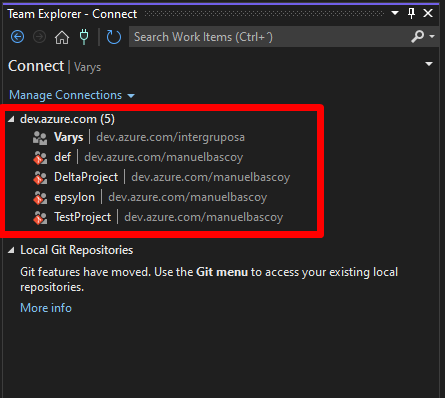 Team Explorer - Connect
Search Work Items (Ctrl+´)
Connect | Varys
Manage Connections
dev.azure.com (5)
Varys | dev.azure.com/intergruposa
def | dev.azure.com/manuelbascoy
DeltaProject | dev.azure.com/manuelbascoy
epsylon | dev.azure.com/manuelbascoy
TestProject | dev.azure.com/manuelbascoy
Local Git Repositories
Git features have moved. Use the Git menu to access your existing local
repositories.
More info